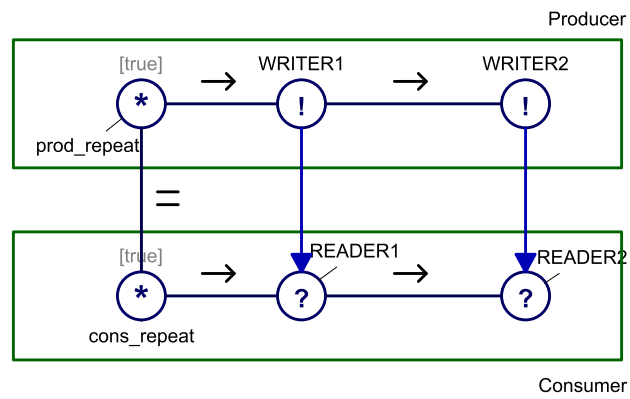 Producer
[true]
WRITER1
WRITER2
* → ! → !
prod_repeat
=
[true]
READER1
READER2
* → ? → ?
cons_repeat
Consumer